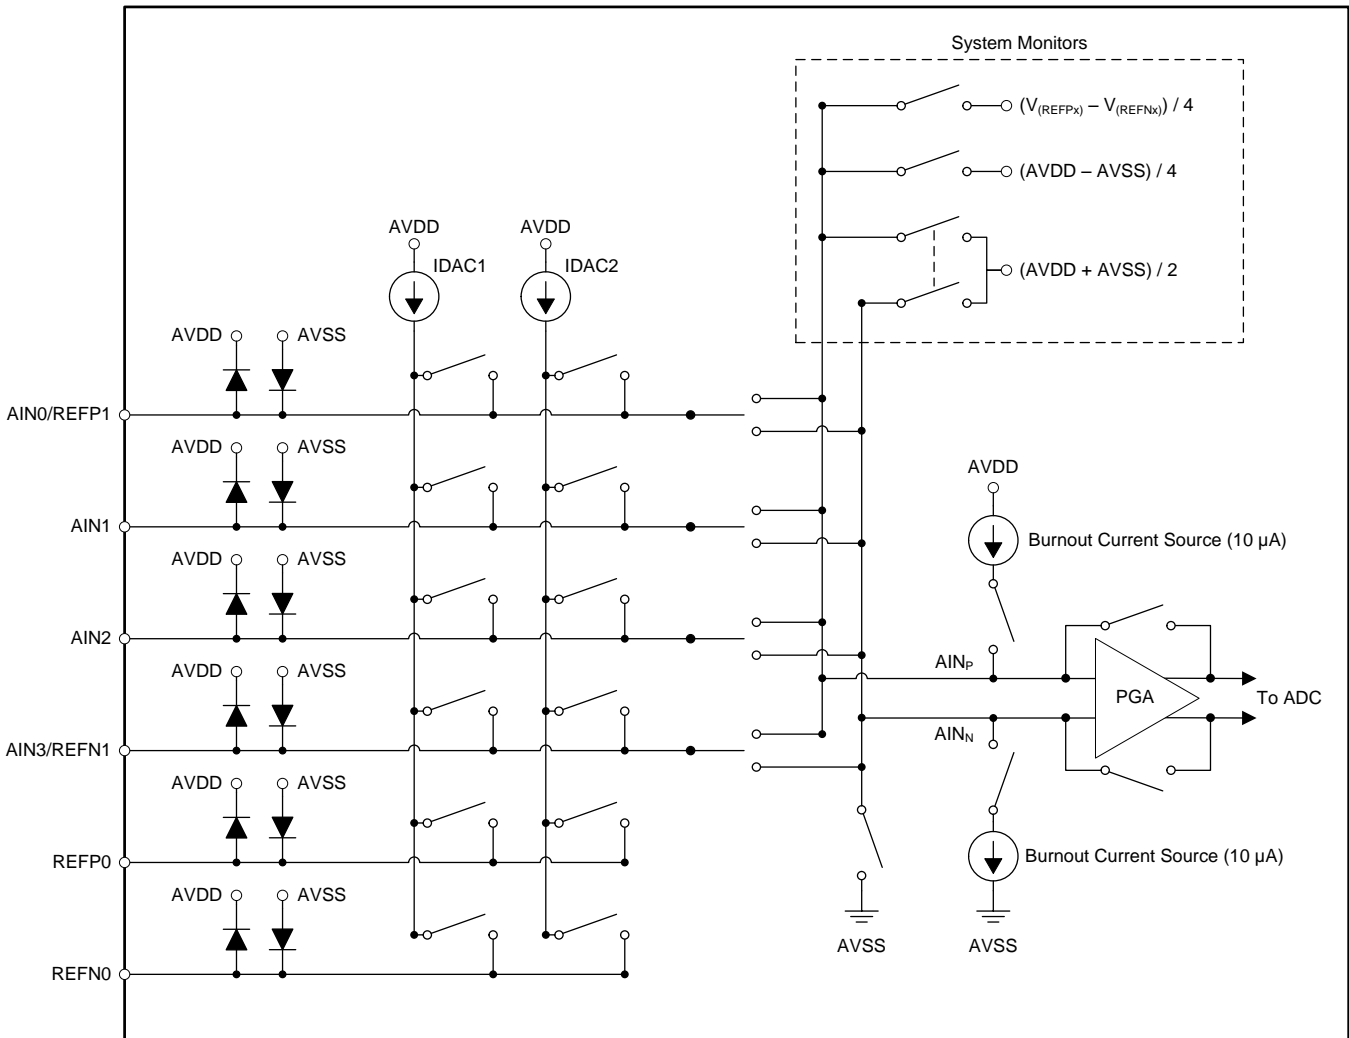 System Monitors
(V(REFPx) – V(REFNx)) / 4
(AVDD – AVSS) / 4
(AVDD + AVSS) / 2
AVDD
AVDD
IDAC1
IDAC2
AVDD
AVSS
AIN0/REFP1
AVDD
AVSS
AIN1
AVDD
AVSS
AIN2
AVDD
AVSS
AIN3/REFN1
AVDD
AVSS
REFP0
AVDD
AVSS
REFN0
AVDD
Burnout Current Source (10 µA)
AINP
PGA
To ADC
AINN
Burnout Current Source (10 µA)
AVSS
AVSS